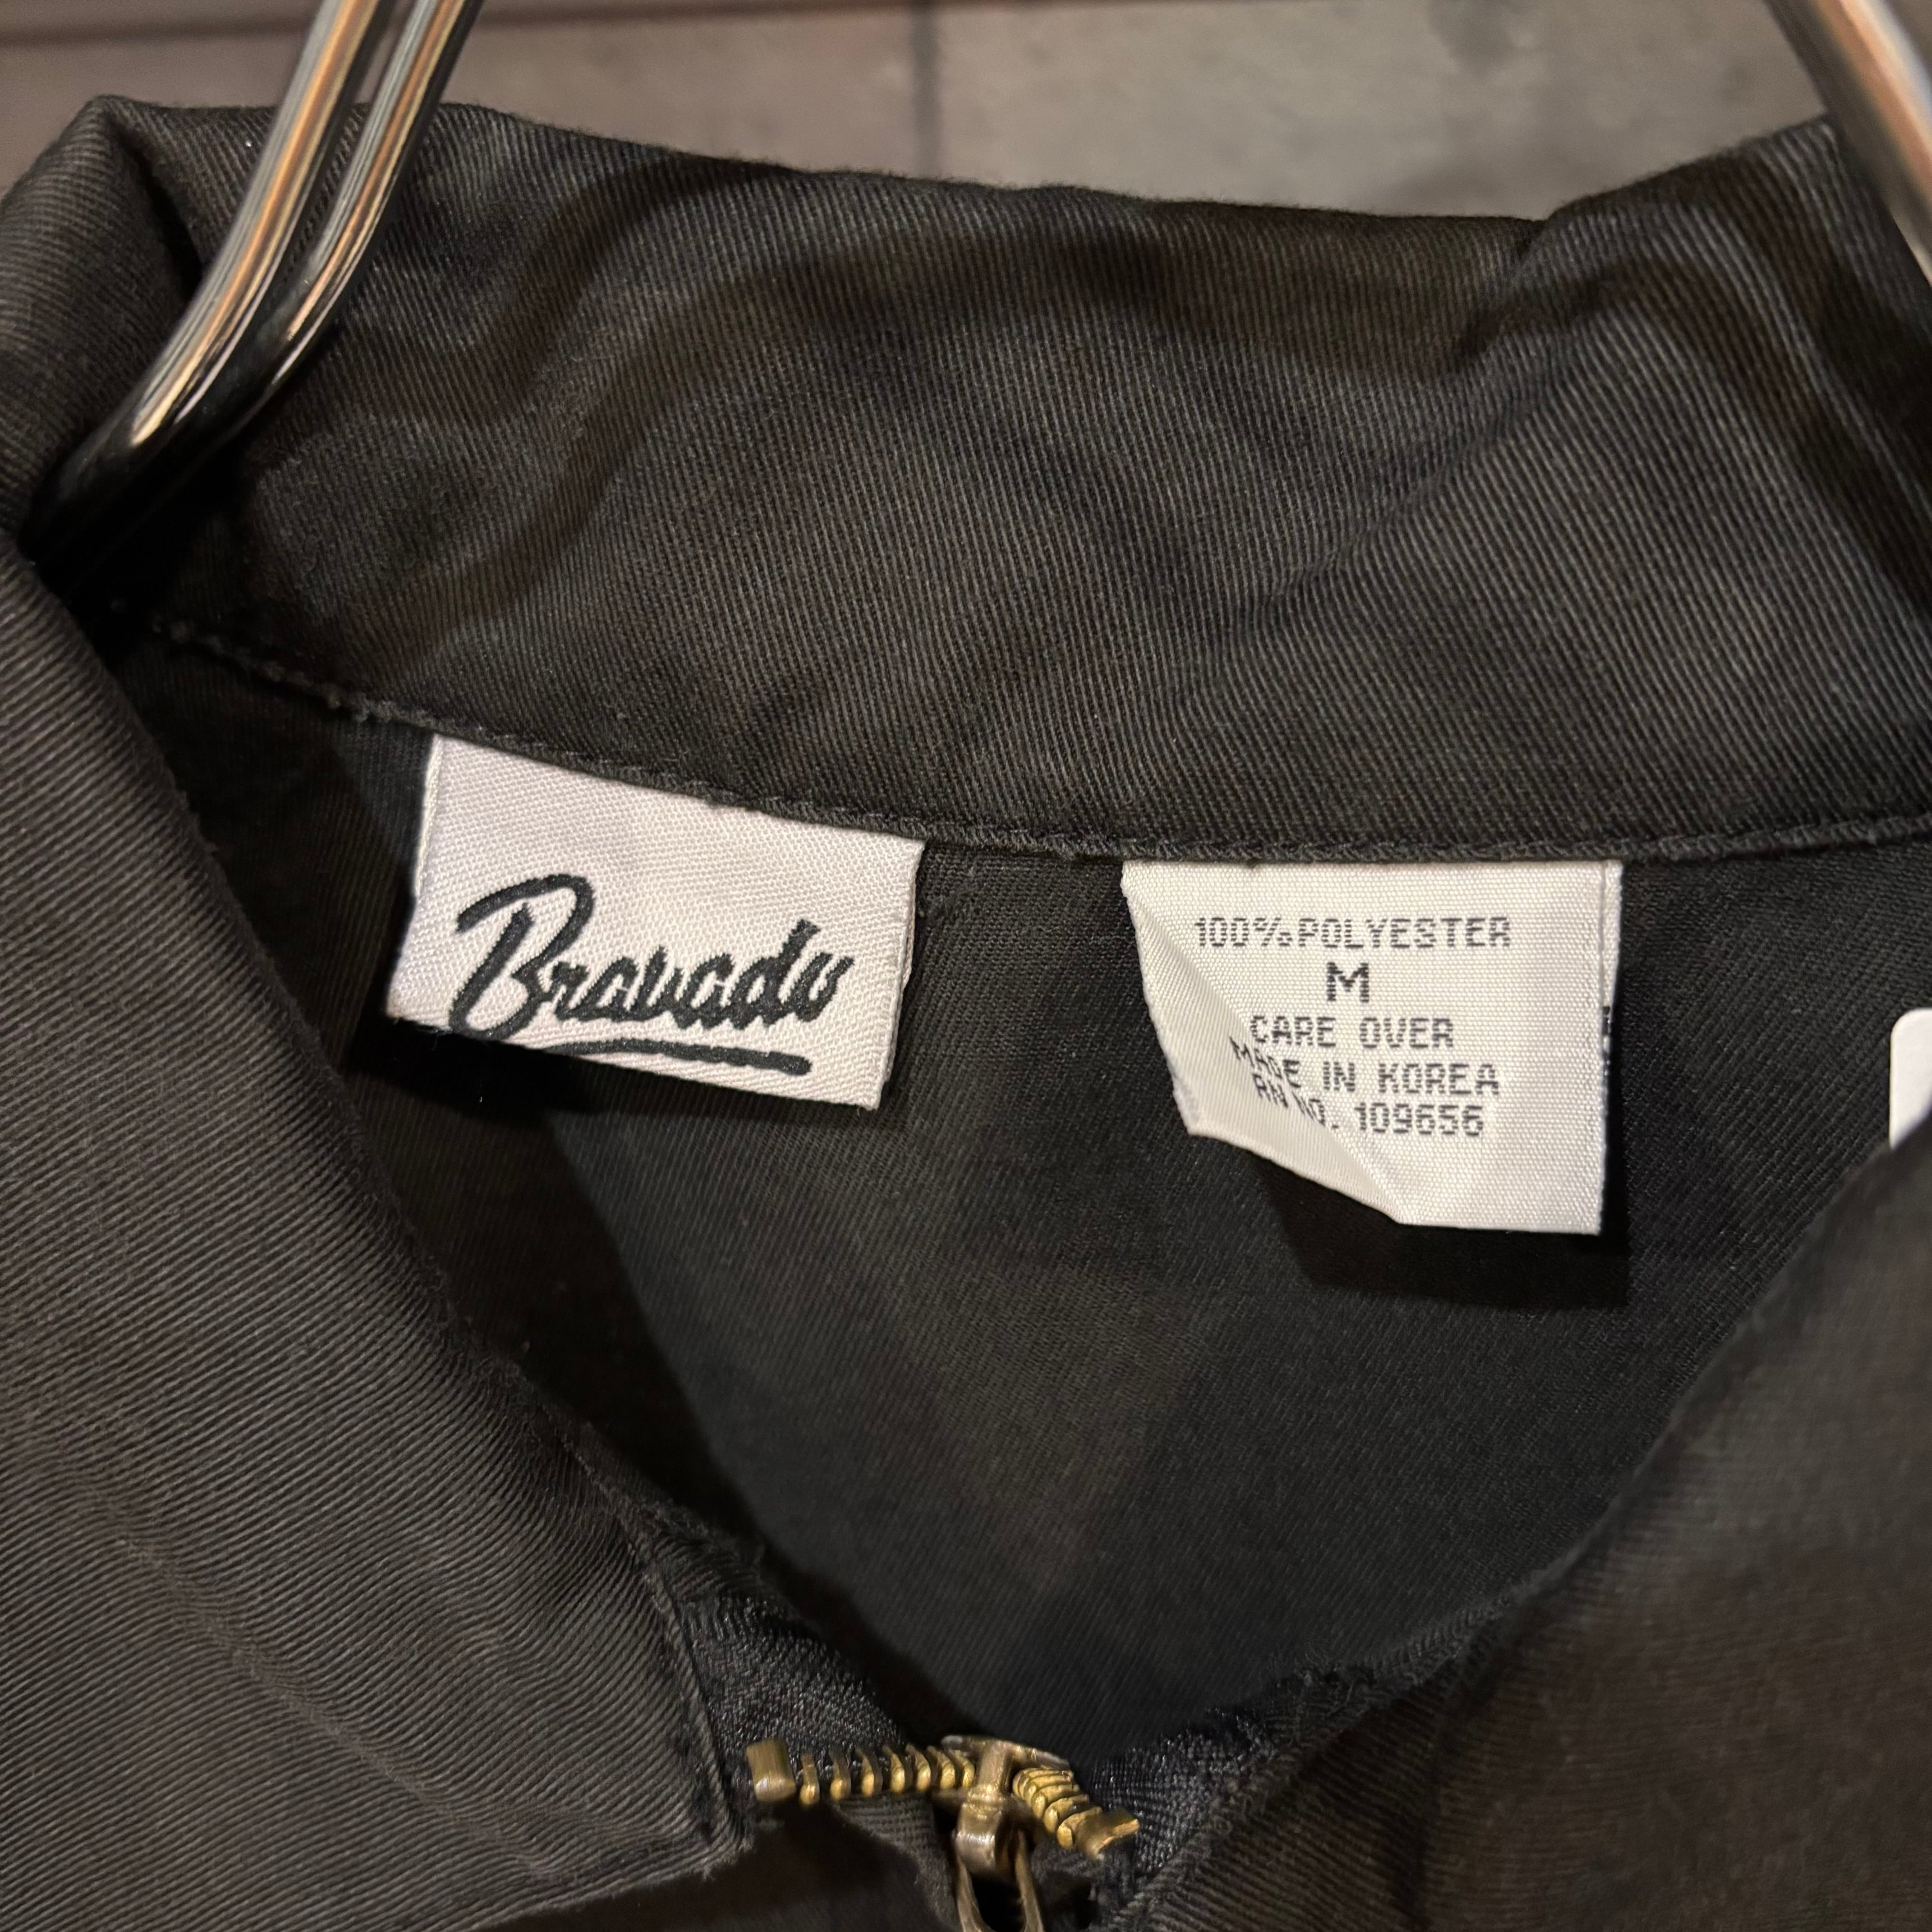 Bravado
100% POLYESTER
M
CARE OVER
MADE IN KOREA
RN NO. 109656